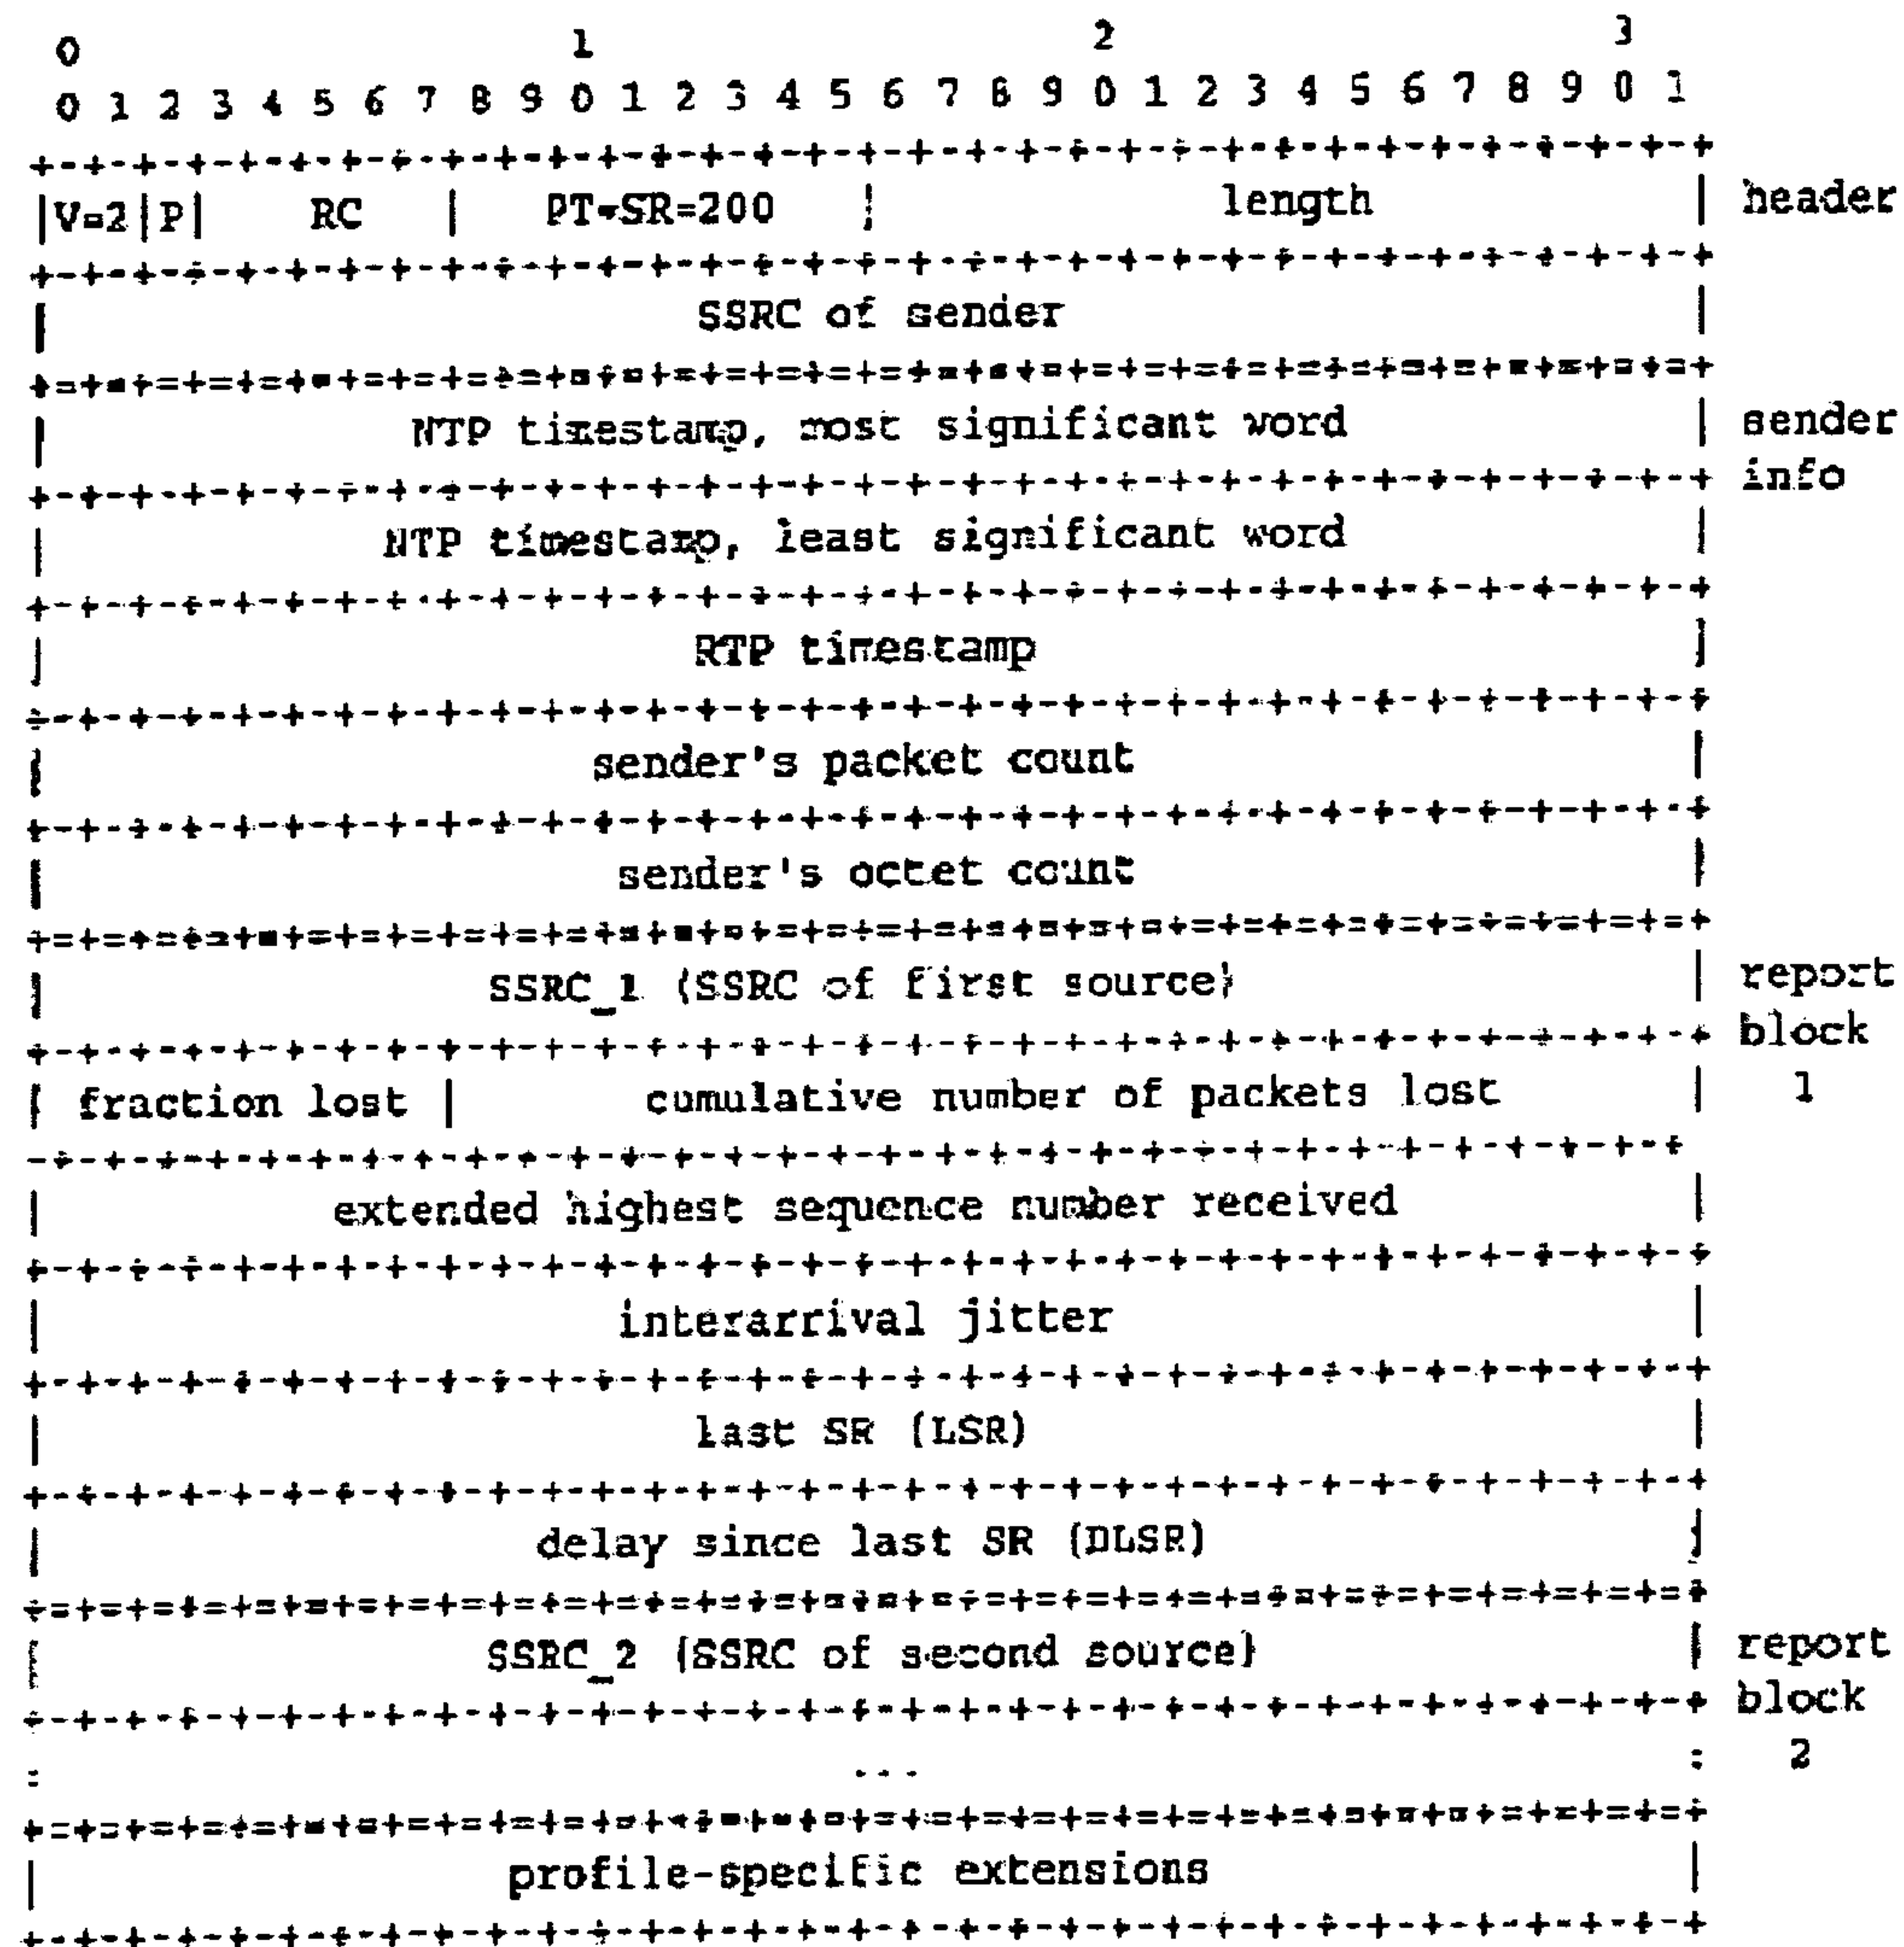 0 1 2 3
0 1 2 3 4 5 6 7 8 9 0 1 2 3 4 5 6 7 8 9 0 1 2 3 4 5 6 7 8 9 0 1
+-+-+-+-+-+-+-+-+-+-+-+-+-+-+-+-+-+-+-+-+-+-+-+-+-+-+-+-+-+-+-+-+
|V=2|P| RC | PT=SR=200 | length | header
+-+-+-+-+-+-+-+-+-+-+-+-+-+-+-+-+-+-+-+-+-+-+-+-+-+-+-+-+-+-+-+-+
| SSRC of sender |
+=+=+=+=+=+=+=+=+=+=+=+=+=+=+=+=+=+=+=+=+=+=+=+=+=+=+=+=+=+=+=+=+
| NTP timestamp, most significant word | sender
+-+-+-+-+-+-+-+-+-+-+-+-+-+-+-+-+-+-+-+-+-+-+-+-+-+-+-+-+-+-+-+-+ info
| NTP timestamp, least significant word |
+-+-+-+-+-+-+-+-+-+-+-+-+-+-+-+-+-+-+-+-+-+-+-+-+-+-+-+-+-+-+-+-+
| RTP timestamp |
+-+-+-+-+-+-+-+-+-+-+-+-+-+-+-+-+-+-+-+-+-+-+-+-+-+-+-+-+-+-+-+-+
| sender's packet count |
+-+-+-+-+-+-+-+-+-+-+-+-+-+-+-+-+-+-+-+-+-+-+-+-+-+-+-+-+-+-+-+-+
| sender's octet count |
+=+=+=+=+=+=+=+=+=+=+=+=+=+=+=+=+=+=+=+=+=+=+=+=+=+=+=+=+=+=+=+=+
| SSRC_1 (SSRC of first source) | report
+-+-+-+-+-+-+-+-+-+-+-+-+-+-+-+-+-+-+-+-+-+-+-+-+-+-+-+-+-+-+-+-+ block
| fraction lost | cumulative number of packets lost | 1
-+-+-+-+-+-+-+-+-+-+-+-+-+-+-+-+-+-+-+-+-+-+-+-+-+-+-+-+-+-+-+-+
| extended highest sequence number received |
+-+-+-+-+-+-+-+-+-+-+-+-+-+-+-+-+-+-+-+-+-+-+-+-+-+-+-+-+-+-+-+-+
| interarrival jitter |
+-+-+-+-+-+-+-+-+-+-+-+-+-+-+-+-+-+-+-+-+-+-+-+-+-+-+-+-+-+-+-+-+
| last SR (LSR) |
+-+-+-+-+-+-+-+-+-+-+-+-+-+-+-+-+-+-+-+-+-+-+-+-+-+-+-+-+-+-+-+-+
| delay since last SR (DLSR) |
+=+=+=+=+=+=+=+=+=+=+=+=+=+=+=+=+=+=+=+=+=+=+=+=+=+=+=+=+=+=+=+=+
| SSRC_2 (SSRC of second source) | report
+-+-+-+-+-+-+-+-+-+-+-+-+-+-+-+-+-+-+-+-+-+-+-+-+-+-+-+-+-+-+-+-+ block
: ... : 2
+=+=+=+=+=+=+=+=+=+=+=+=+=+=+=+=+=+=+=+=+=+=+=+=+=+=+=+=+=+=+=+=+
| profile-specific extensions |
+-+-+-+-+-+-+-+-+-+-+-+-+-+-+-+-+-+-+-+-+-+-+-+-+-+-+-+-+-+-+-+-+